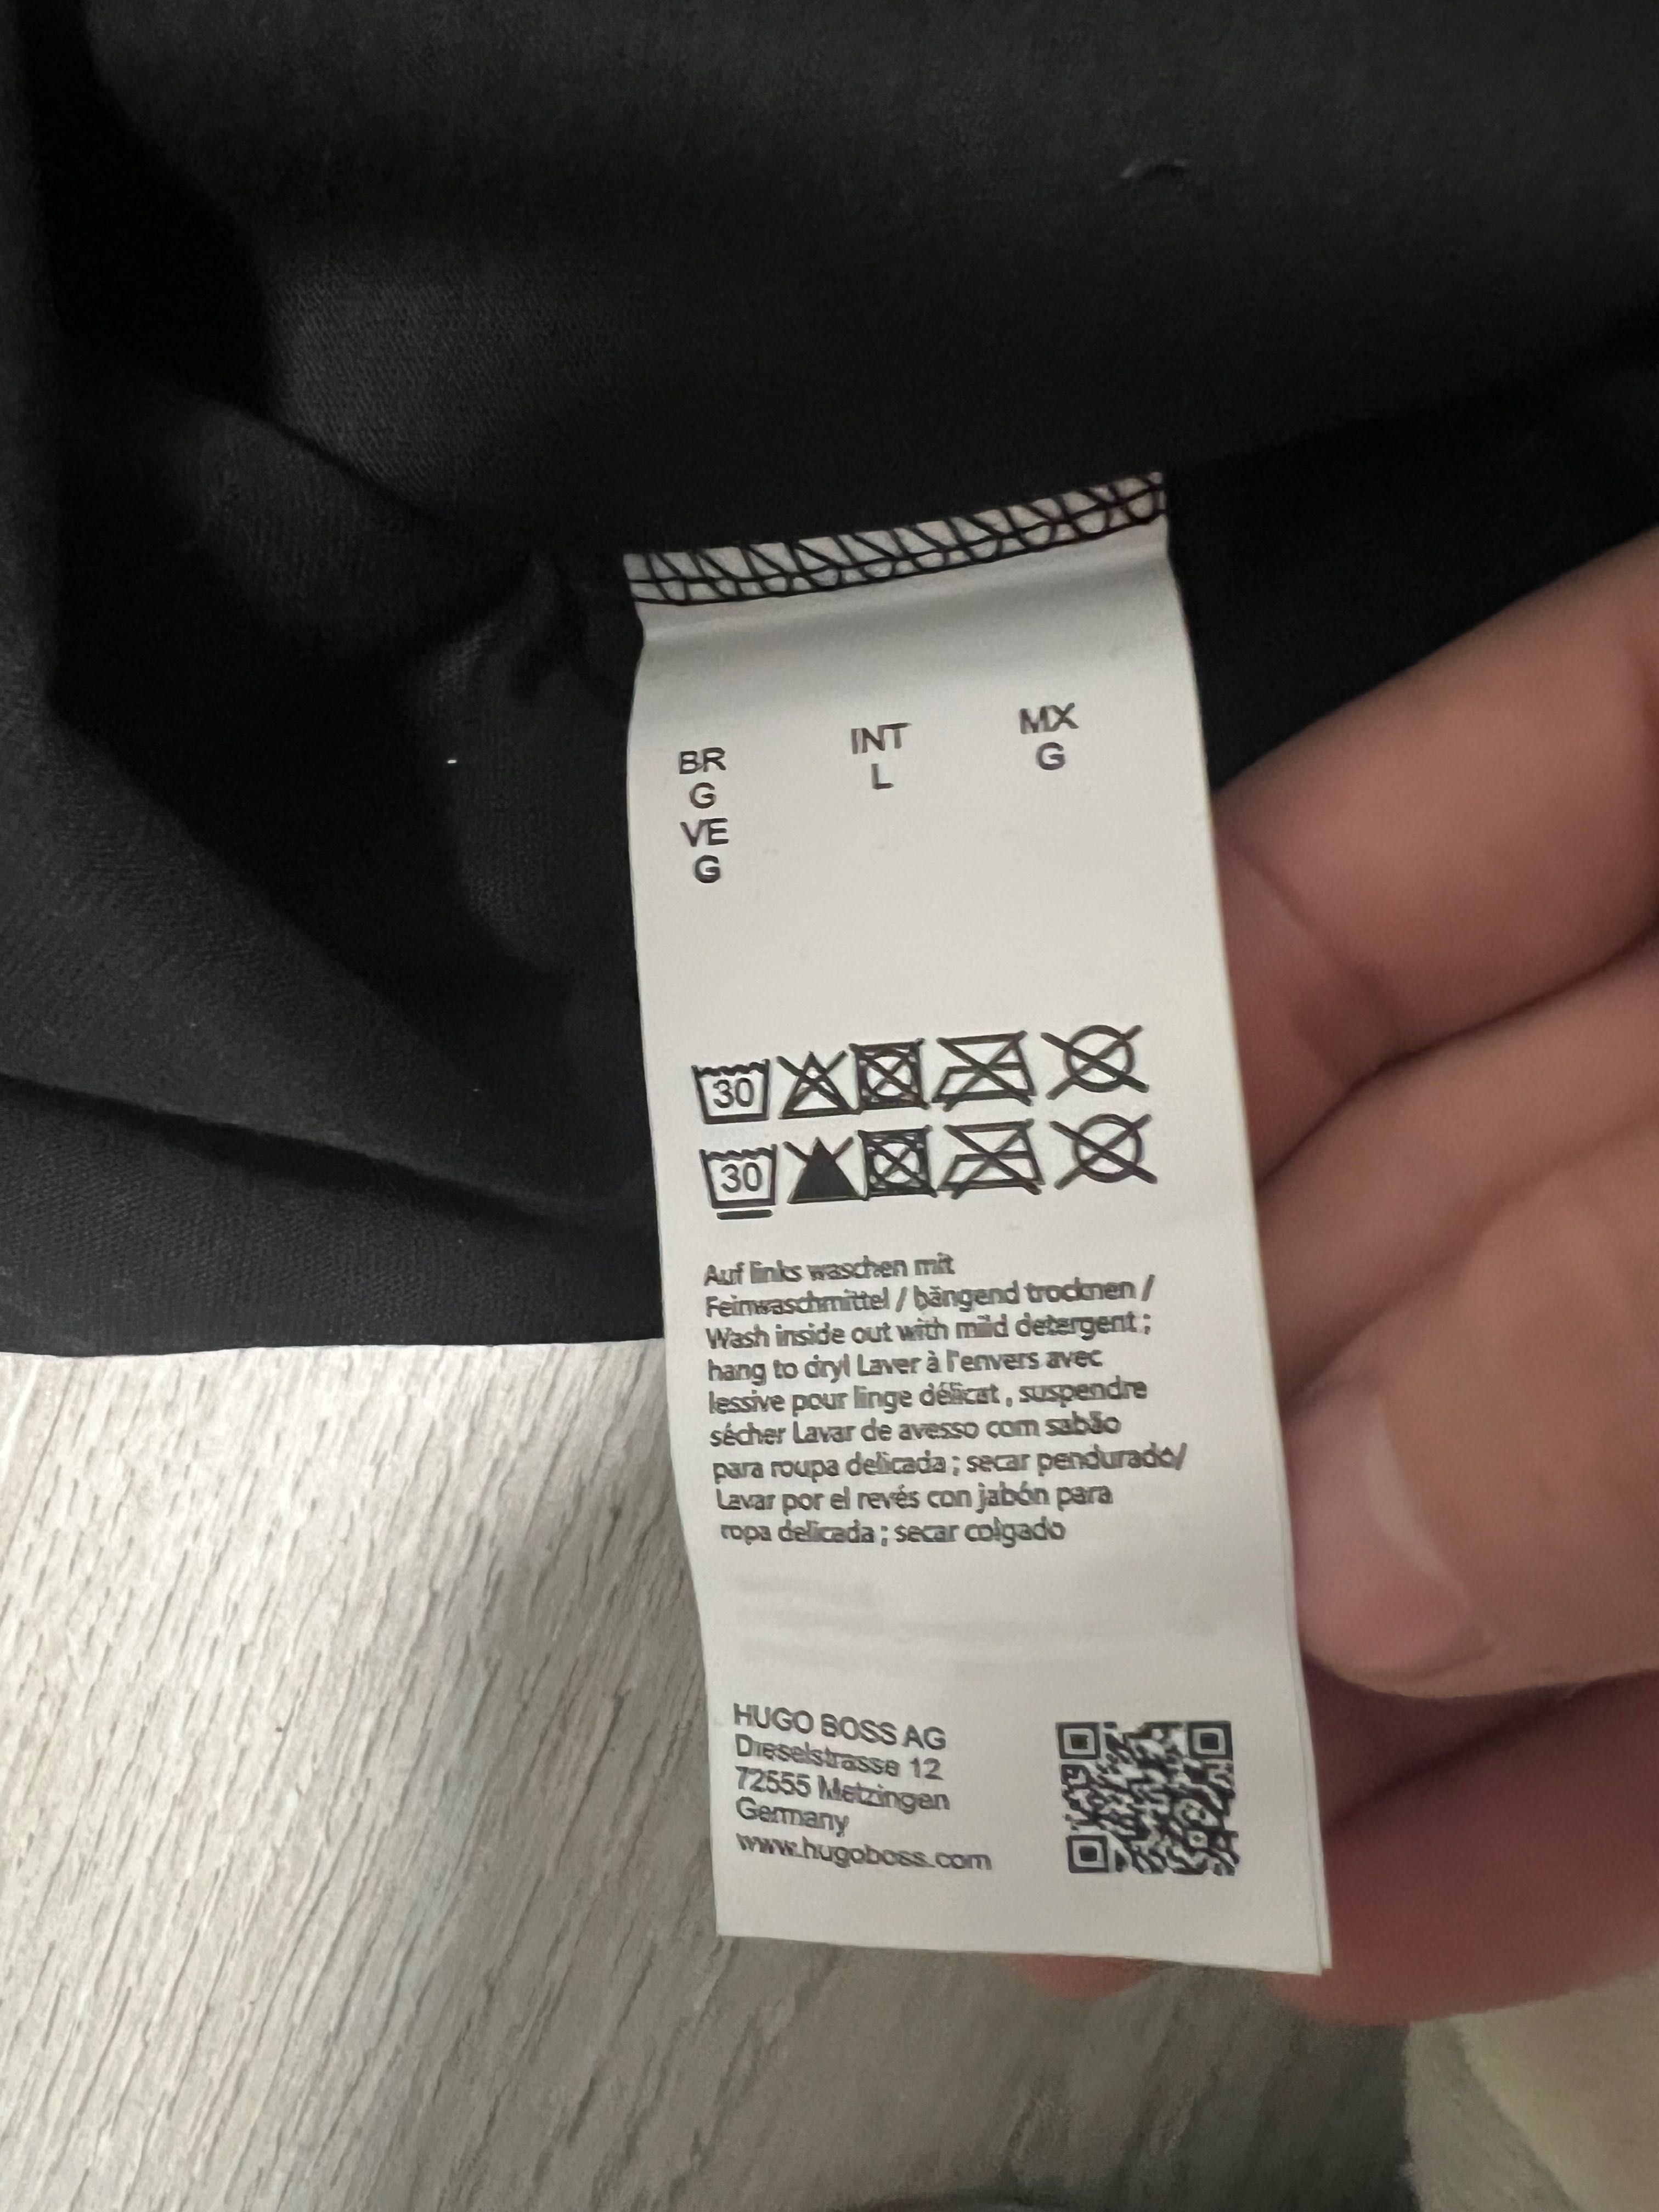 BR INT MX
G L G
VE
G
30
30
Auf links waschen mit
Feinwaschmittel / hängend trocknen /
Wash inside out with mild detergent ;
hang to dry/ Laver à l'envers avec
lessive pour linge délicat , suspendre
sécher Lavar de avesso com sabão
para roupa delicada ; secar pendurado/
Lavar por el revés con jabón para
ropa delicada ; secar colgado
HUGO BOSS AG
Dieselstrasse 12
72555 Metzingen
Germany
www.hugoboss.com